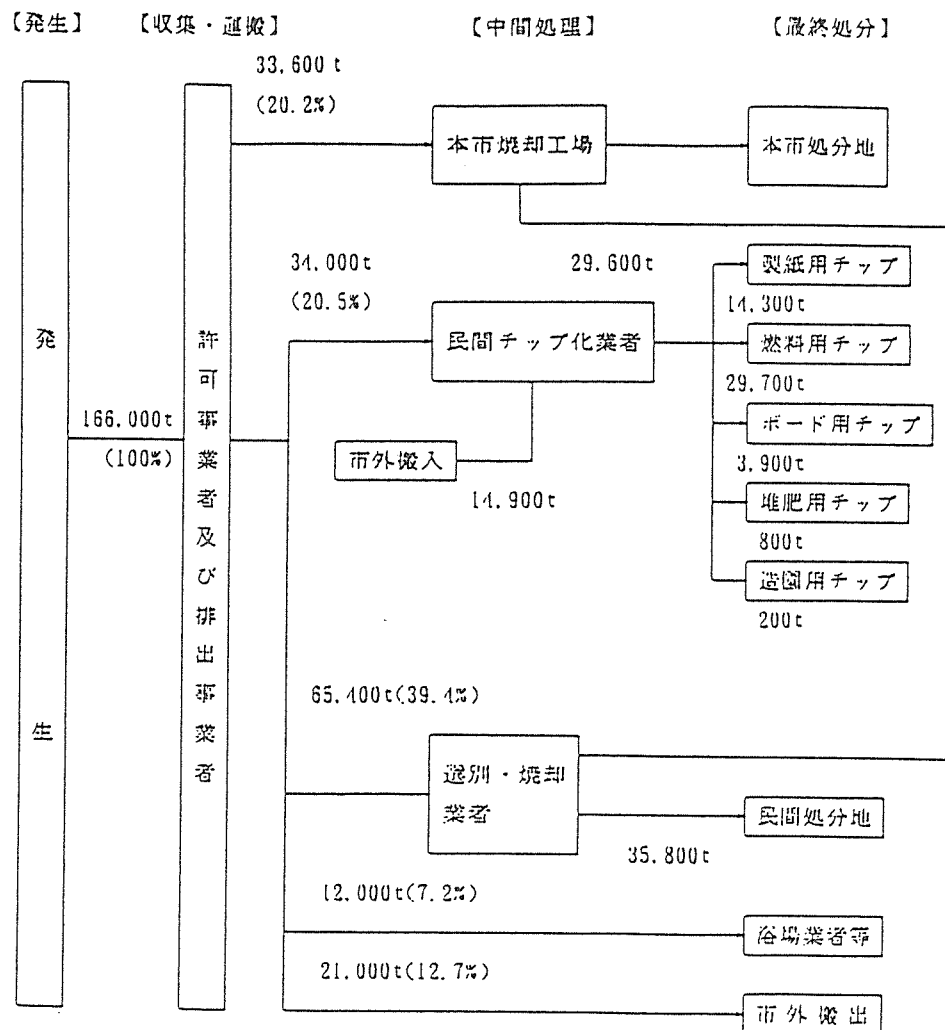 【発生】 【収集・運搬】 【中間処理】 【最終処分】
33.600t
(20.2%)
本市焼却工場
本市処分地
34.000t
(20.5%)
29.600t
製紙用チップ
14.300t
民間チップ化業者
燃料用チップ
29.700t
発生
166.000t
(100%)
許可事業者及び排出事業者
市外搬入
14.900t
ボード用チップ
3.900t
堆肥用チップ
800t
造園用チップ
200t
65.400t(39.4%)
選別・焼却
業者
民間処分地
35.800t
12.000t(7.2%)
浴場業者等
21.000t(12.7%)
市外搬出